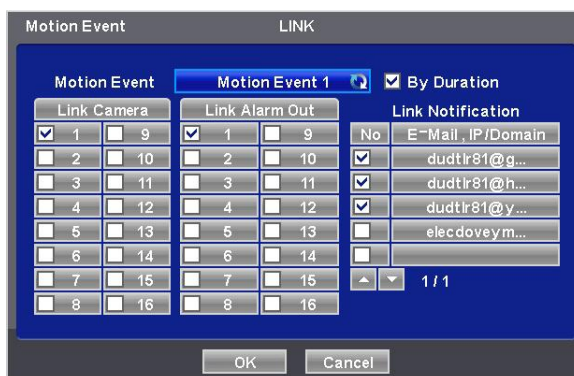 Motion Event LINK
Motion Event Motion Event 1 By Duration
Link Camera Link Alarm Out Link Notification
1 9 1 9 No E-Mail, IP/Domain
2 10 2 10 dudtlr81@g...
3 11 3 11 dudtlr81@h...
4 12 4 12 dudtlr81@y...
5 13 5 13 elecdoveym...
6 14 6 14
7 15 7 15 1/1
8 16 8 16
OK Cancel